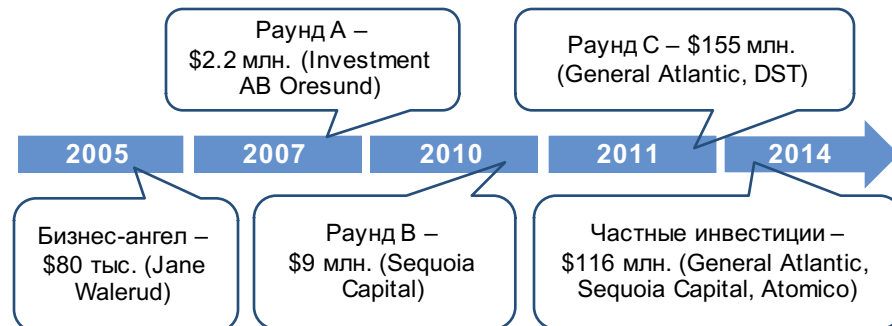 Раунд А –
$2.2 млн. (Investment
AB Oresund)
Раунд С – $155 млн.
(General Atlantic, DST)
2005
2007
2010
2011
2014
Бизнес-ангел –
$80 тыс. (Jane
Walerud)
Раунд В –
$9 млн. (Sequoia
Capital)
Частные инвестиции –
$116 млн. (General Atlantic,
Sequoia Capital, Atomico)